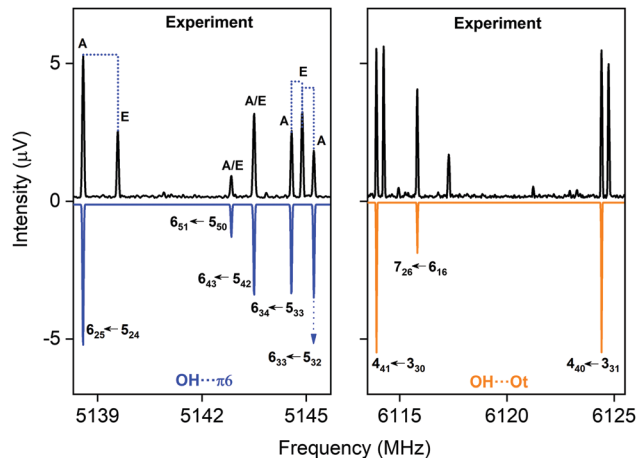 Experiment
Experiment
A
E
A/E
A/E
A
E
A
5
0
-5
Intensity (μV)
6₅₁←5₅₀
6₄₃←5₄₂
6₃₄←5₃₃
6₂₅←5₂₄
6₃₃←5₃₂
OH···π6
7₂₆←6₁₆
4₄₁←3₃₀
4₄₀←3₃₁
OH···Ot
5139
5142
5145
6115
6120
6125
Frequency (MHz)